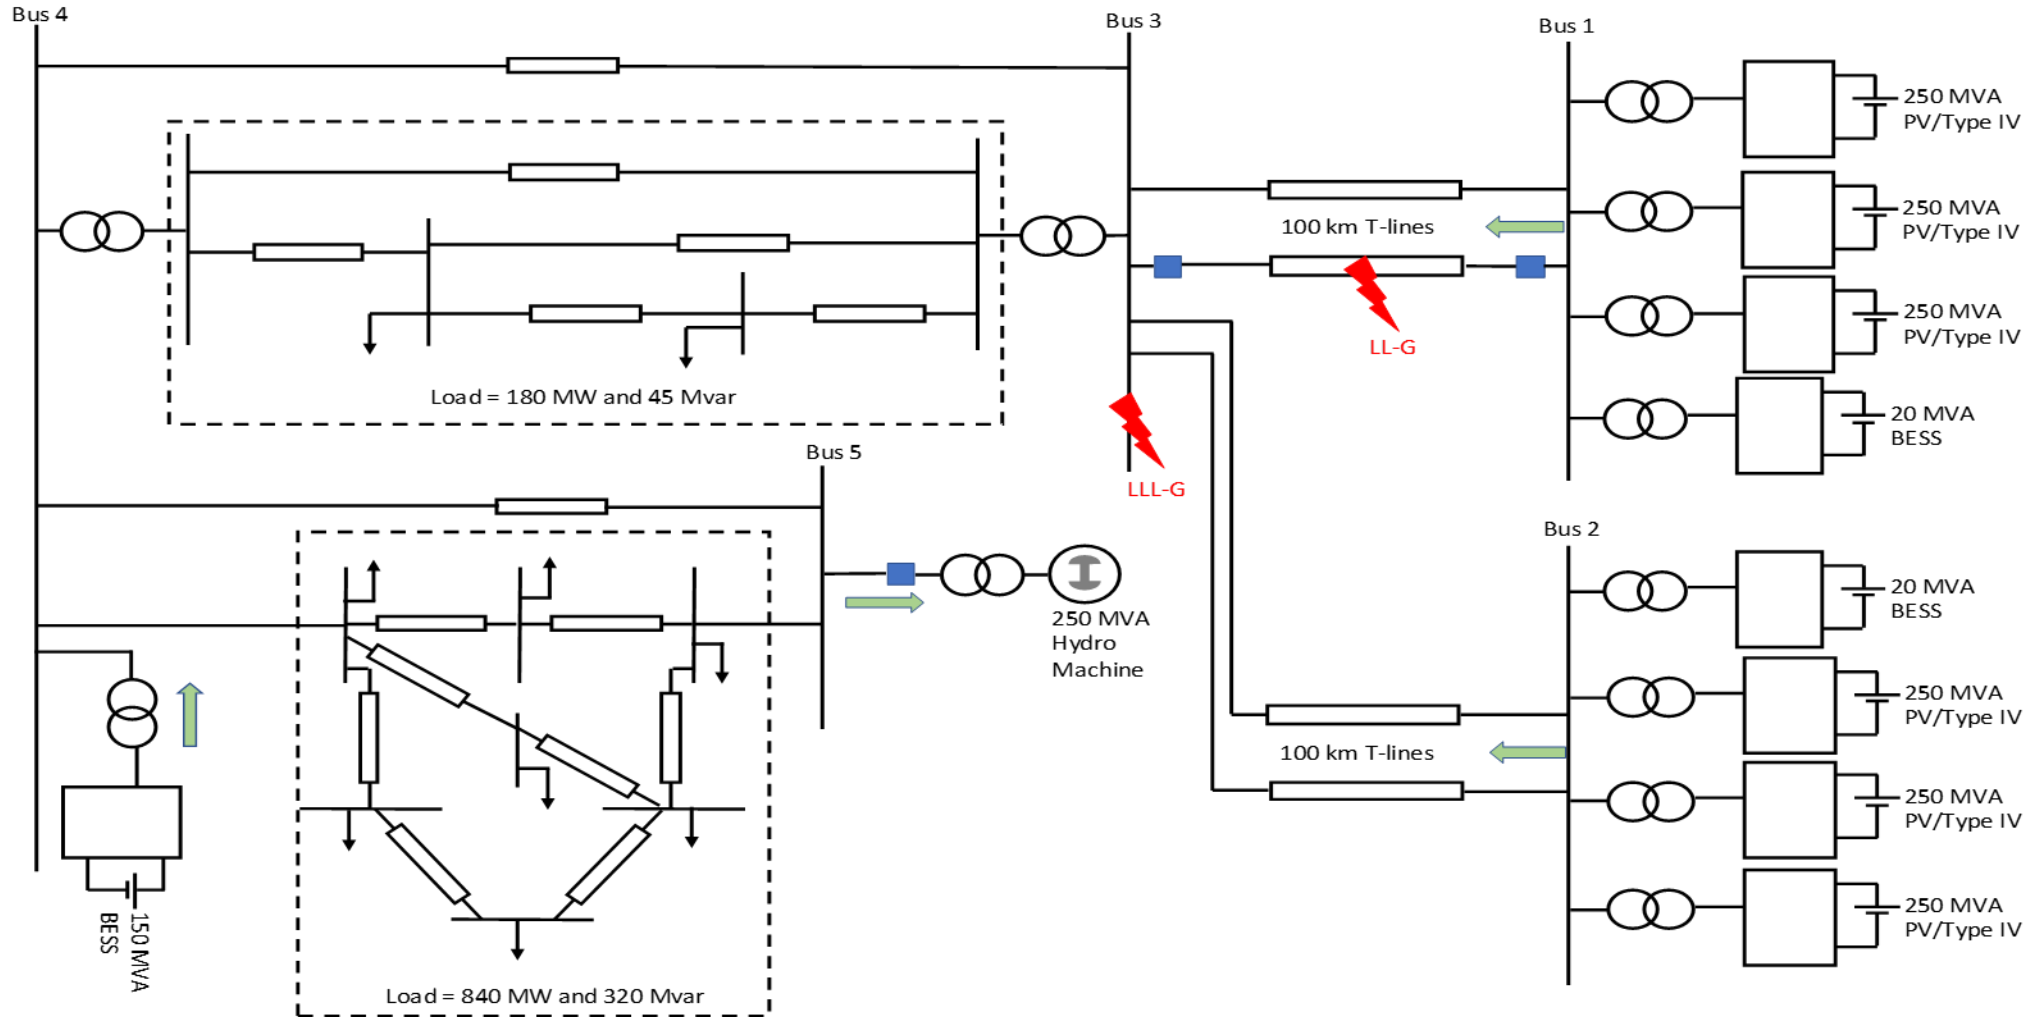 Bus 4
Bus 3
Bus 1
250 MVA
PV/Type IV
250 MVA
PV/Type IV
100 km T-lines
250 MVA
PV/Type IV
LL-G
20 MVA
BESS
Load = 180 MW and 45 Mvar
LLL-G
Bus 5
Bus 2
20 MVA
BESS
250 MVA
Hydro
Machine
250 MVA
PV/Type IV
100 km T-lines
250 MVA
PV/Type IV
250 MVA
PV/Type IV
150 MVA
BESS
Load = 840 MW and 320 Mvar